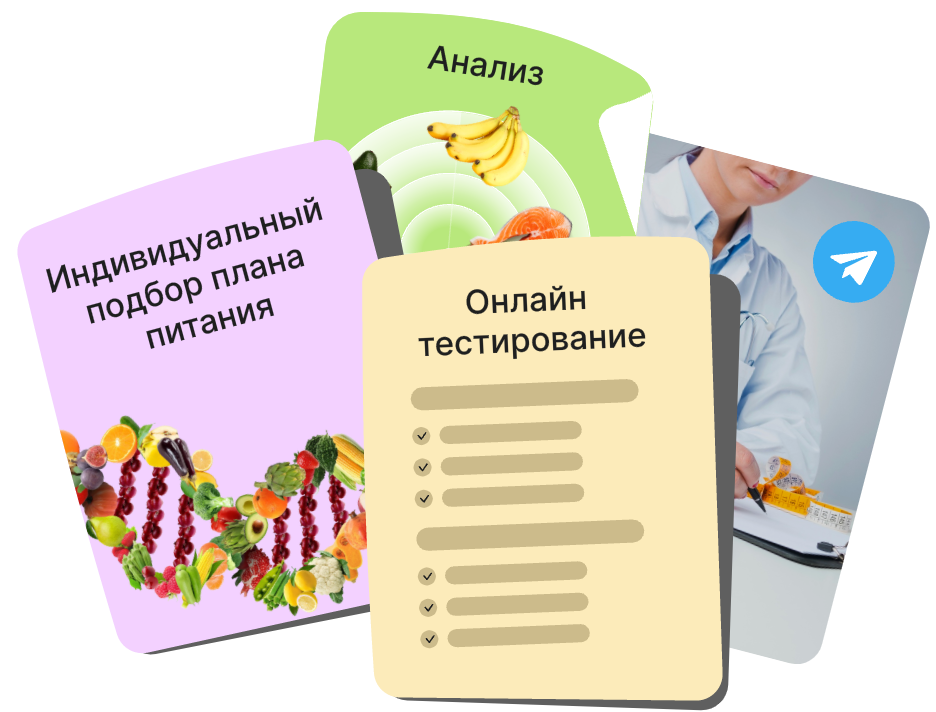 Анализ
Индивидуальный
подбор плана
питания
Онлайн
тестирование